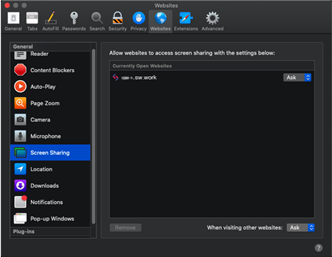 Websites
General Tabs AutoFill Passwords Search Security Privacy Websites Extensions Advanced
General
Reader
Content Blockers
Auto-Play
Page Zoom
Camera
Microphone
Screen Sharing
Location
Downloads
Notifications
Pop-up Windows
Plug-ins
Allow websites to access screen sharing with the settings below:
Currently Open Websites
.work Ask
Remove When visiting other websites: Ask
?